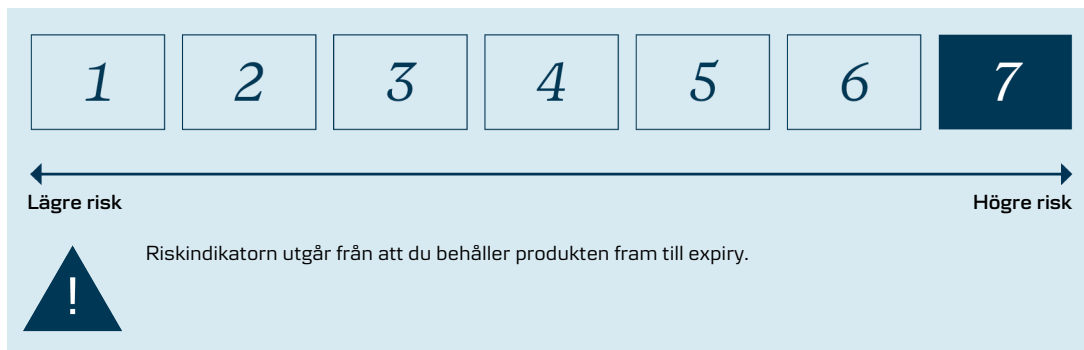 1 2 3 4 5 6 7
Lägre risk Högre risk
Riskindikatorn utgår från att du behåller produkten fram till expiry.
!